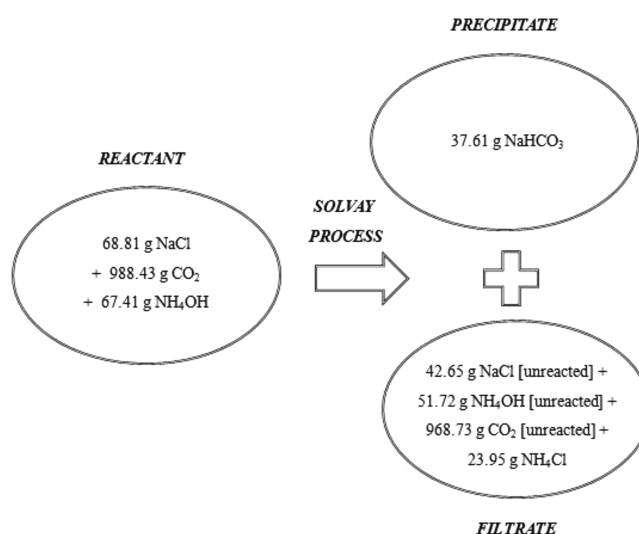 PRECIPITATE
37.61 g NaHCO₃
REACTANT
68.81 g NaCl
+ 988.43 g CO₂
+ 67.41 g NH₄OH
SOLVAY
PROCESS
42.65 g NaCl [unreacted] +
51.72 g NH₄OH [unreacted] +
968.73 g CO₂ [unreacted] +
23.95 g NH₄Cl
FILTRATE